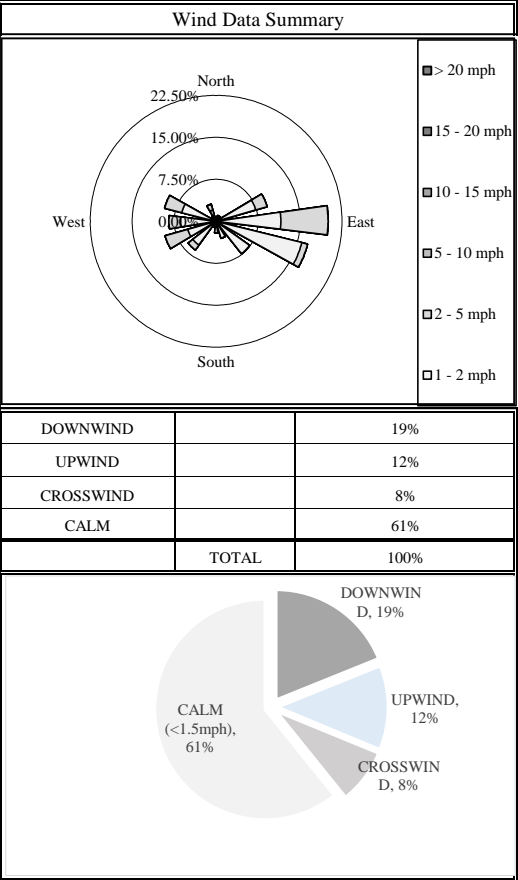 Wind Data Summary
North
22.50%
15.00%
7.50%
0.00%
West
East
South
> 20 mph
15 - 20 mph
10 - 15 mph
5 - 10 mph
2 - 5 mph
1 - 2 mph
DOWNWIND 19%
UPWIND 12%
CROSSWIND 8%
CALM 61%
TOTAL 100%
DOWNWIN
D, 19%
UPWIND,
12%
CROSSWIN
D, 8%
CALM
(<1.5mph),
61%